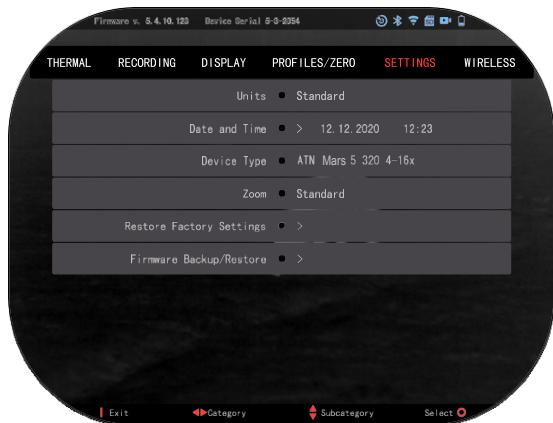 Firmware v. 5.4.10.123 Device Serial 5-3-2354
THERMAL RECORDING DISPLAY PROFILES/ZERO SETTINGS WIRELESS
Units Standard
Date and Time > 12.12.2020 12:23
Device Type ATN Mars 5 320 4-16x
Zoom Standard
Restore Factory Settings >
Firmware Backup/Restore >
Exit Category Subcategory Select